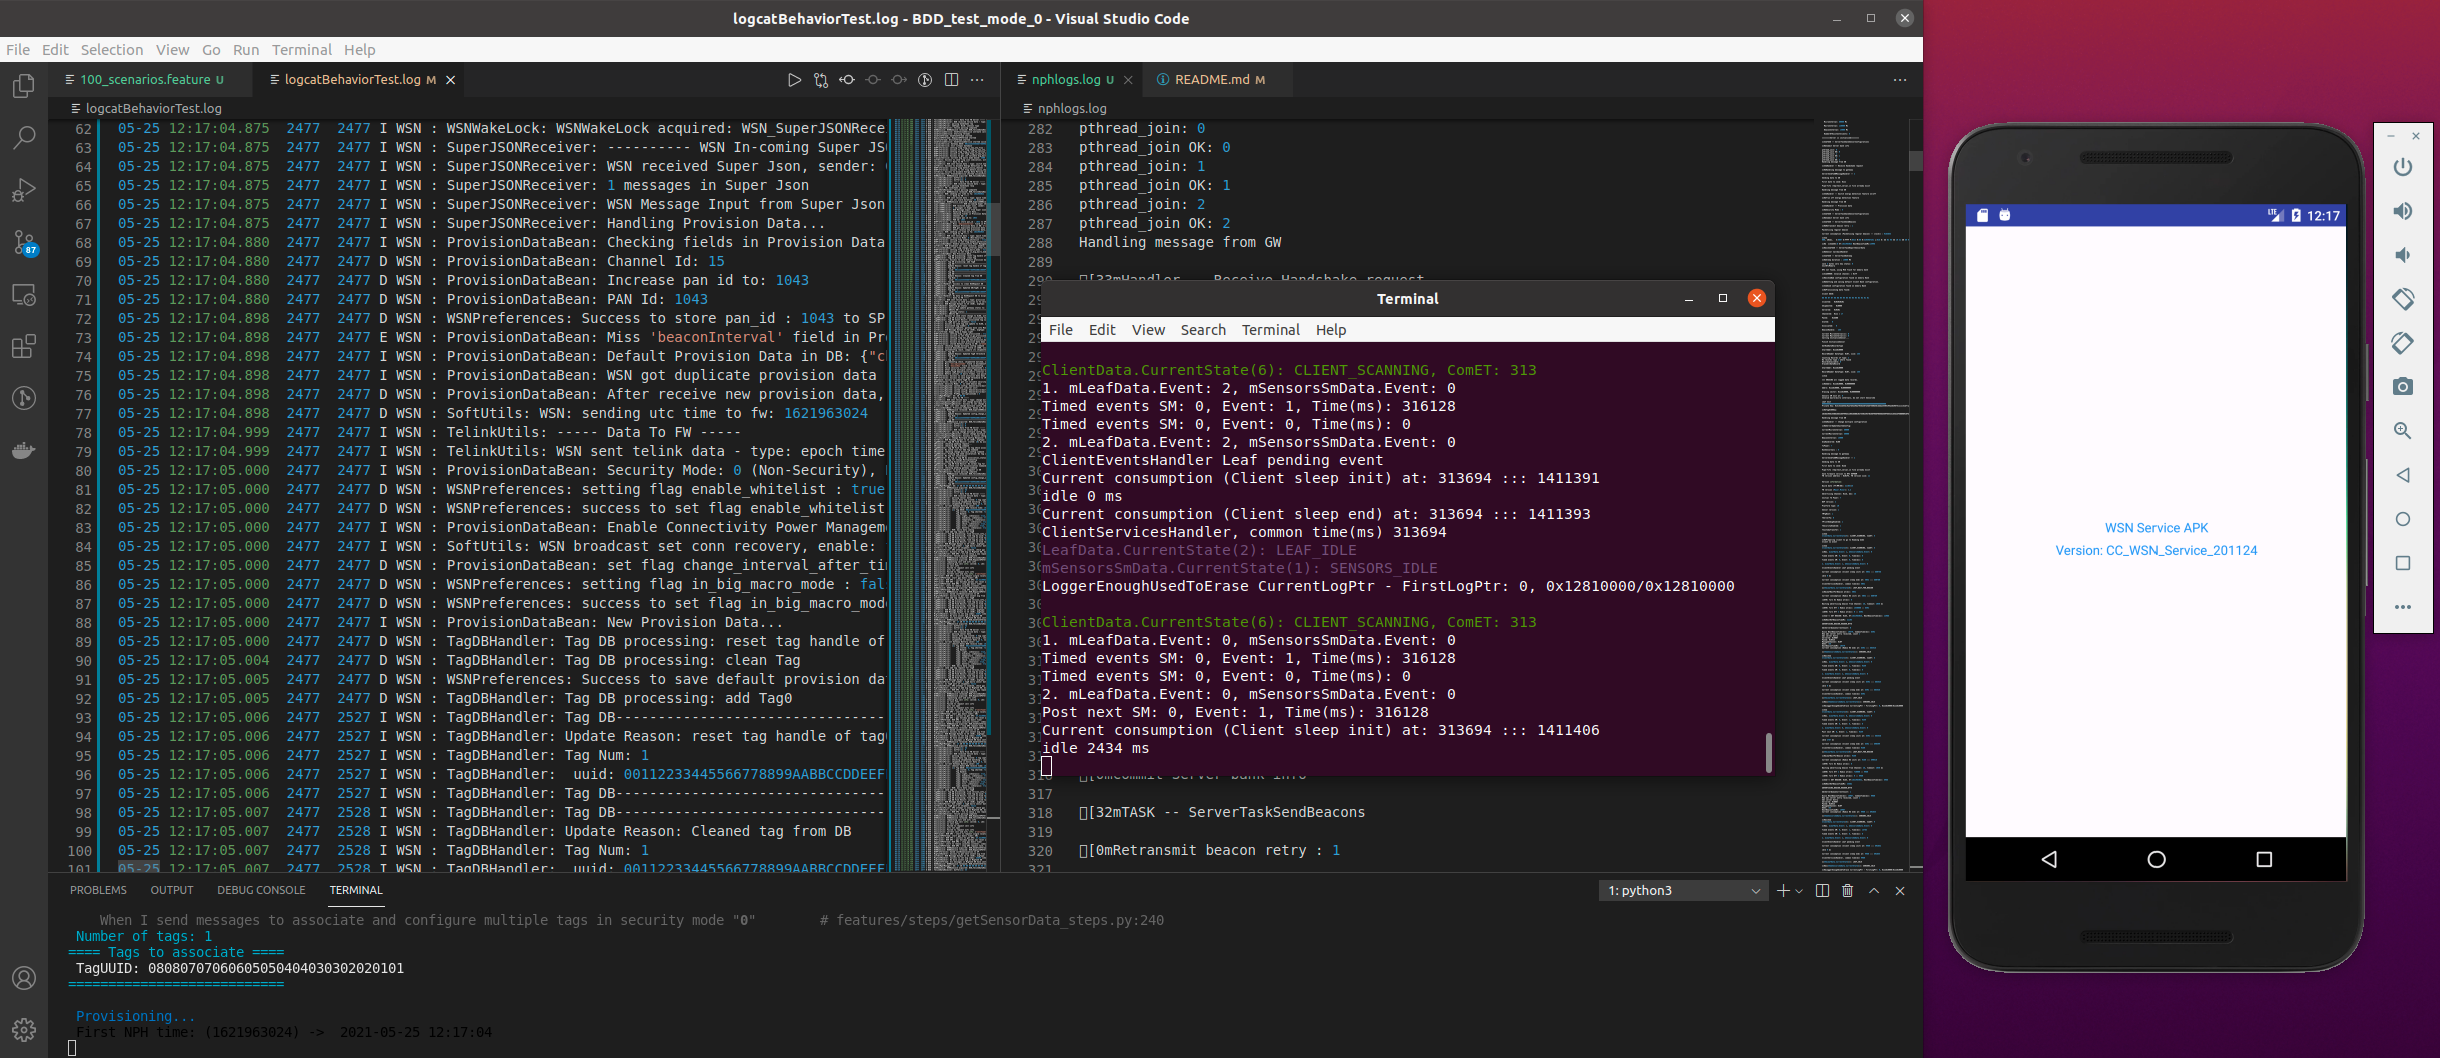 logcatBehaviorTest.log - BDD_test_mode_0 - Visual Studio Code
File Edit Selection View Go Run Terminal Help
100_scenarios.feature U
logcatBehaviorTest.log M
nphlogs.log U
README.md M
logcatBehaviorTest.log
nphlogs.log
62 05-25 12:17:04.875 2477 2477 I WSN : WSNWakeLock: WSNWakeLock acquired: WSN_SuperJSONRece
63 05-25 12:17:04.875 2477 2477 I WSN : SuperJSONReceiver: ---------- WSN In-coming Super JS
64 05-25 12:17:04.875 2477 2477 I WSN : SuperJSONReceiver: WSN received Super Json, sender:
65 05-25 12:17:04.875 2477 2477 I WSN : SuperJSONReceiver: 1 messages in Super Json
66 05-25 12:17:04.875 2477 2477 I WSN : SuperJSONReceiver: WSN Message Input from Super Json
67 05-25 12:17:04.875 2477 2477 I WSN : SuperJSONReceiver: Handling Provision Data...
68 05-25 12:17:04.880 2477 2477 D WSN : ProvisionDataBean: Checking fields in Provision Data
69 05-25 12:17:04.880 2477 2477 D WSN : ProvisionDataBean: Channel Id: 15
70 05-25 12:17:04.880 2477 2477 D WSN : ProvisionDataBean: Increase pan id to: 1043
71 05-25 12:17:04.880 2477 2477 D WSN : ProvisionDataBean: PAN Id: 1043
72 05-25 12:17:04.898 2477 2477 D WSN : WSNPreferences: Success to store pan_id : 1043 to SP
73 05-25 12:17:04.898 2477 2477 E WSN : ProvisionDataBean: Miss 'beaconInterval' field in Pr
74 05-25 12:17:04.898 2477 2477 I WSN : ProvisionDataBean: Default Provision Data in DB: {"c
75 05-25 12:17:04.898 2477 2477 I WSN : ProvisionDataBean: WSN got duplicate provision data
76 05-25 12:17:04.898 2477 2477 D WSN : ProvisionDataBean: After receive new provision data,
77 05-25 12:17:04.898 2477 2477 D WSN : SoftUtils: WSN: sending utc time to fw: 1621963024
78 05-25 12:17:04.999 2477 2477 I WSN : TelinkUtils: ----- Data To FW -----
79 05-25 12:17:04.999 2477 2477 I WSN : TelinkUtils: WSN sent telink data - type: epoch time
80 05-25 12:17:05.000 2477 2477 D WSN : ProvisionDataBean: Security Mode: 0 (Non-Security),
81 05-25 12:17:05.000 2477 2477 D WSN : WSNPreferences: setting flag enable_whitelist : true
82 05-25 12:17:05.000 2477 2477 D WSN : WSNPreferences: success to set flag enable_whitelist
83 05-25 12:17:05.000 2477 2477 I WSN : ProvisionDataBean: Enable Connectivity Power Managem
84 05-25 12:17:05.000 2477 2477 I WSN : SoftUtils: WSN broadcast set conn recovery, enable:
85 05-25 12:17:05.000 2477 2477 D WSN : ProvisionDataBean: set flag change_interval_after_ti
86 05-25 12:17:05.000 2477 2477 D WSN : WSNPreferences: setting flag in_big_macro_mode : fal
87 05-25 12:17:05.000 2477 2477 D WSN : WSNPreferences: success to set flag in_big_macro_mod
88 05-25 12:17:05.000 2477 2477 I WSN : ProvisionDataBean: New Provision Data...
89 05-25 12:17:05.000 2477 2477 D WSN : TagDBHandler: Tag DB processing: reset tag handle of
90 05-25 12:17:05.004 2477 2477 D WSN : TagDBHandler: Tag DB processing: clean Tag
91 05-25 12:17:05.005 2477 2477 D WSN : WSNPreferences: Success to save default provision da
92 05-25 12:17:05.005 2477 2477 D WSN : TagDBHandler: Tag DB processing: add Tag0
93 05-25 12:17:05.006 2477 2527 I WSN : TagDBHandler: Tag DB--------------------------------
94 05-25 12:17:05.006 2477 2527 I WSN : TagDBHandler: Update Reason: reset tag handle of tag
95 05-25 12:17:05.006 2477 2527 I WSN : TagDBHandler: Tag Num: 1
96 05-25 12:17:05.006 2477 2527 I WSN : TagDBHandler: uuid: 00112233445566778899AABBCCDDEEF
97 05-25 12:17:05.006 2477 2527 I WSN : TagDBHandler: Tag DB--------------------------------
98 05-25 12:17:05.007 2477 2528 I WSN : TagDBHandler: Tag DB--------------------------------
99 05-25 12:17:05.007 2477 2528 I WSN : TagDBHandler: Update Reason: Cleaned tag from DB
100 05-25 12:17:05.007 2477 2528 I WSN : TagDBHandler: Tag Num: 1
101 05-25 12:17:05.007 2477 2528 I WSN : TagDBHandler: uuid: 00112233445566778899AABBCCDDEEF
282 pthread_join: 0
283 pthread_join OK: 0
284 pthread_join: 1
285 pthread_join OK: 1
286 pthread_join: 2
287 pthread_join OK: 2
288 Handling message from GW
289
[33mHandler -- Receive Handshake request
Terminal
File Edit View Search Terminal Help
ClientData.CurrentState(6): CLIENT_SCANNING, ComET: 313
1. mLeafData.Event: 2, mSensorsSmData.Event: 0
Timed events SM: 0, Event: 1, Time(ms): 316128
Timed events SM: 0, Event: 0, Time(ms): 0
2. mLeafData.Event: 2, mSensorsSmData.Event: 0
ClientEventsHandler Leaf pending event
Current consumption (Client sleep init) at: 313694 ::: 1411391
idle 0 ms
Current consumption (Client sleep end) at: 313694 ::: 1411393
ClientServicesHandler, common time(ms) 313694
LeafData.CurrentState(2): LEAF_IDLE
mSensorsSmData.CurrentState(1): SENSORS_IDLE
LoggerEnoughUsedToErase CurrentLogPtr - FirstLogPtr: 0, 0x12810000/0x12810000
ClientData.CurrentState(6): CLIENT_SCANNING, ComET: 313
1. mLeafData.Event: 0, mSensorsSmData.Event: 0
Timed events SM: 0, Event: 1, Time(ms): 316128
Timed events SM: 0, Event: 0, Time(ms): 0
2. mLeafData.Event: 0, mSensorsSmData.Event: 0
Post next SM: 0, Event: 1, Time(ms): 316128
Current consumption (Client sleep init) at: 313694 ::: 1411406
idle 2434 ms
[0mCommit Server bank info
317
318 [32mTASK -- ServerTaskSendBeacons
319
320 [0mRetransmit beacon retry : 1
321
PROBLEMS OUTPUT DEBUG CONSOLE TERMINAL
1: python3
When I send messages to associate and configure multiple tags in security mode "0" # features/steps/getSensorData_steps.py:240
Number of tags: 1
==== Tags to associate ====
TagUUID: 08080707060605050404030302020101
===========================
Provisioning...
First NPH time: (1621963024) -> 2021-05-25 12:17:04
87
LTE 12:17
WSN Service APK
Version: CC_WSN_Service_201124